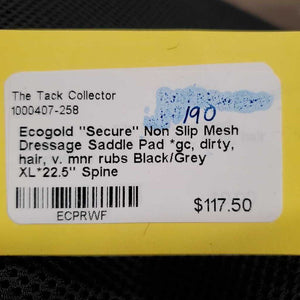 The Tack Collector
1000407-258
190
Ecogold "Secure" Non Slip Mesh
Dressage Saddle Pad *gc, dirty,
hair, v. mnr rubs Black/Grey
XL*22.5" Spine
ECPRWF
$117.50